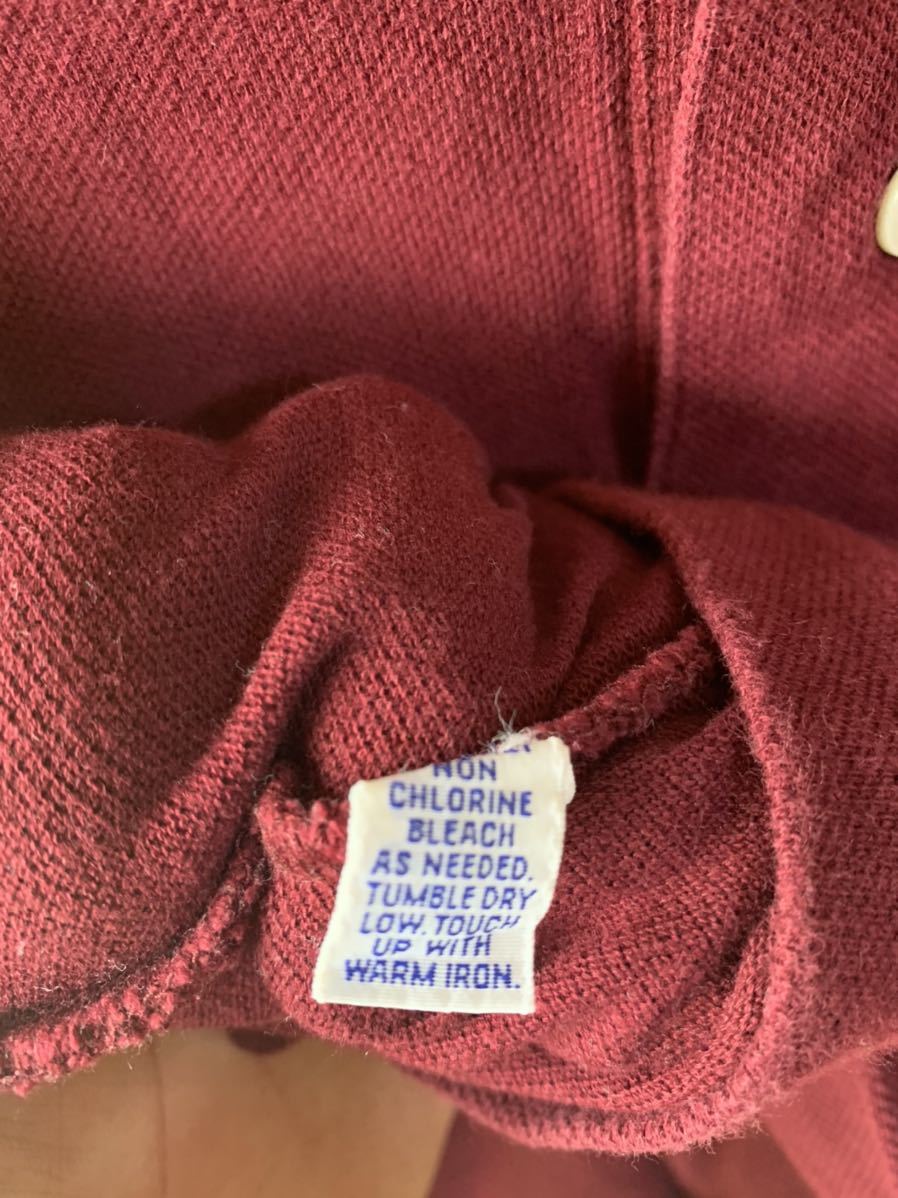 NON
CHLORINE
BLEACH
AS NEEDED.
TUMBLE DRY
LOW. TOUCH
UP WITH
WARM IRON.